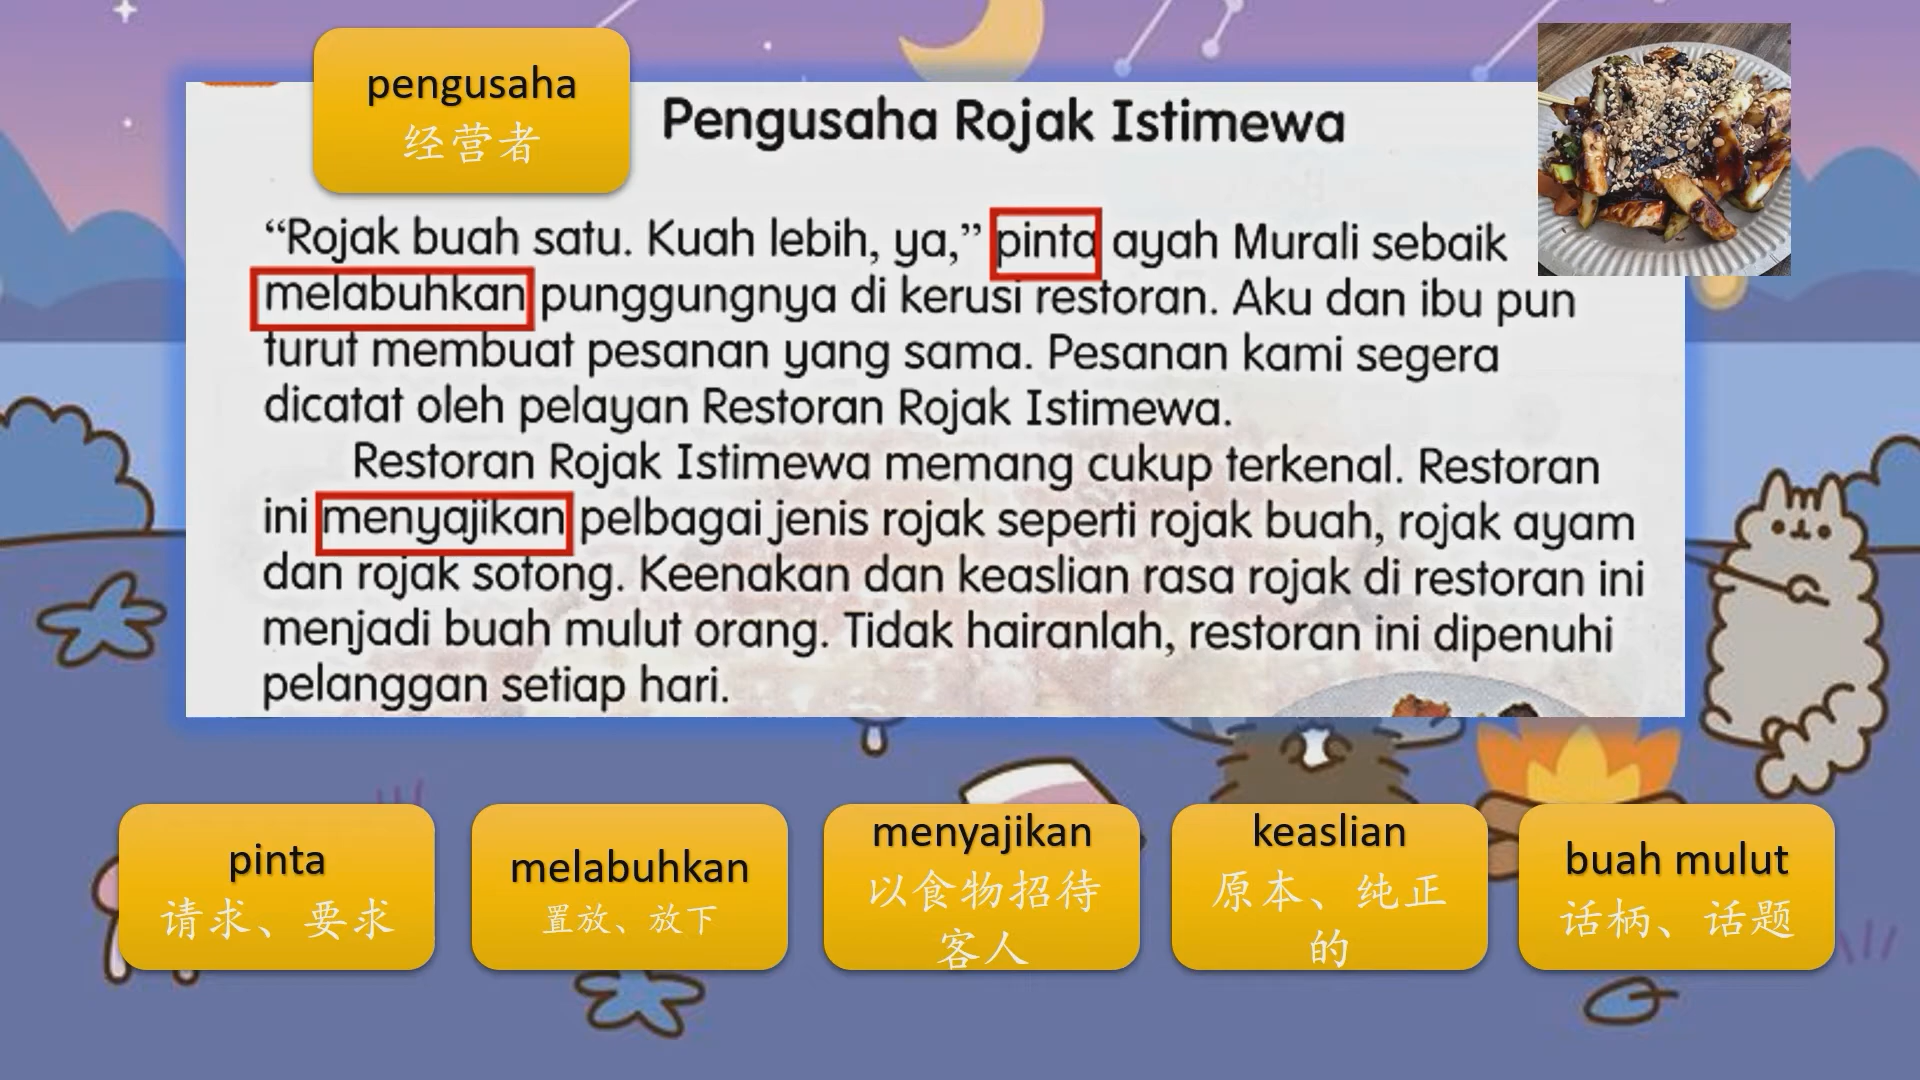 pengusaha
经营者
Pengusaha Rojak Istimewa
“Rojak buah satu. Kuah lebih, ya,” pinta ayah Murali sebaik
melabuhkan punggungnya di kerusi restoran. Aku dan ibu pun
turut membuat pesanan yang sama. Pesanan kami segera
dicatat oleh pelayan Restoran Rojak Istimewa.
Restoran Rojak Istimewa memang cukup terkenal. Restoran
ini menyajikan pelbagai jenis rojak seperti rojak buah, rojak ayam
dan rojak sotong. Keenakan dan keaslian rasa rojak di restoran ini
menjadi buah mulut orang. Tidak hairanlah, restoran ini dipenuhi
pelanggan setiap hari.
pinta
请求、要求
melabuhkan
置放、放下
menyajikan
以食物招待
客人
keaslian
原本、纯正
的
buah mulut
话柄、话题